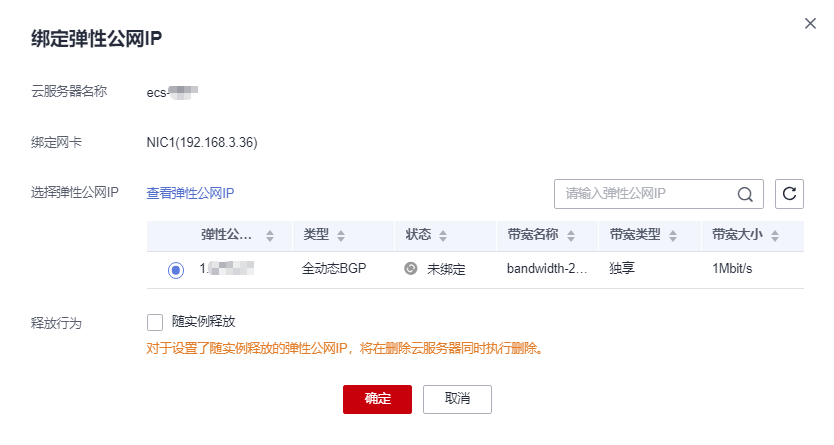 绑定弹性公网IP
云服务器名称 ecs-
绑定网卡 NIC1(192.168.3.36)
选择弹性公网IP 查看弹性公网IP 请输入弹性公网IP
弹性公... 类型 状态 带宽名称 带宽类型 带宽大小
1. 全动态BGP 未绑定 bandwidth-2... 独享 1Mbit/s
释放行为 随实例释放
对于设置了随实例释放的弹性公网IP，将在删除云服务器同时执行删除。
确定 取消